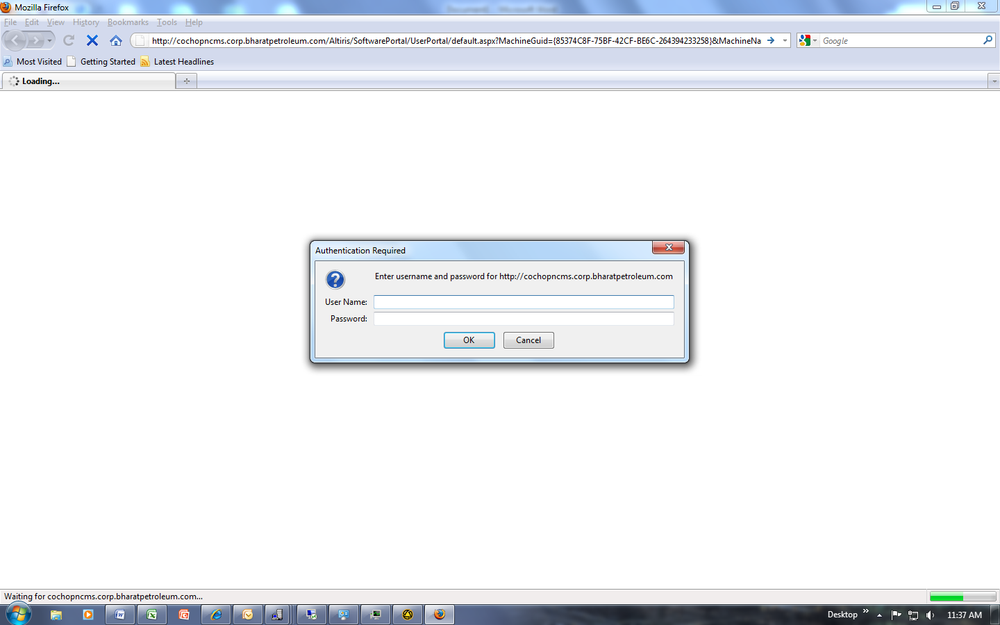 Mozilla Firefox
File Edit View History Bookmarks Tools Help
http://cochopncms.corp.bharatpetroleum.com/Altiris/SoftwarePortal/UserPortal/default.aspx?MachineGuid={85374C8F-75BF-42CF-BE6C-264394233258}&MachineNa
Google
Most Visited Getting Started Latest Headlines
Loading...
Authentication Required
Enter username and password for http://cochopncms.corp.bharatpetroleum.com
User Name:
Password:
OK Cancel
Waiting for cochopncms.corp.bharatpetroleum.com...
Desktop 11:37 AM